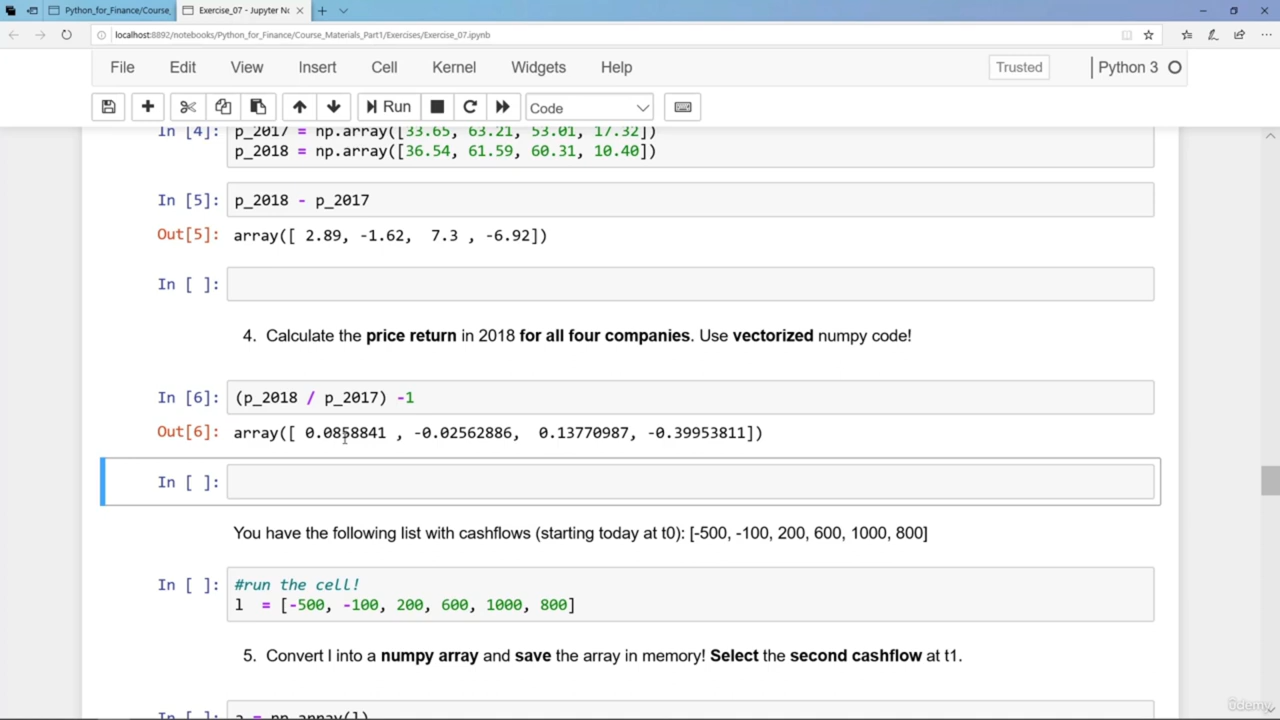 Python_for_Finance/Course_
Exercise_07 - Jupyter No
localhost:8892/notebooks/Python_for_Finance/Course_Materials_Part1/Exercises/Exercise_07.ipynb
File Edit View Insert Cell Kernel Widgets Help Trusted Python 3
Run Code
In [4]: p_2017 = np.array([33.65, 63.21, 53.01, 17.32])
p_2018 = np.array([36.54, 61.59, 60.31, 10.40])
In [5]: p_2018 - p_2017
Out[5]: array([ 2.89, -1.62,  7.3 , -6.92])
In [ ]:
4. Calculate the price return in 2018 for all four companies. Use vectorized numpy code!
In [6]: (p_2018 / p_2017) -1
Out[6]: array([ 0.0858841 , -0.02562886,  0.13770987, -0.39953811])
In [ ]:
You have the following list with cashflows (starting today at t0): [-500, -100, 200, 600, 1000, 800]
In [ ]: #run the cell!
l  = [-500, -100, 200, 600, 1000, 800]
5. Convert l into a numpy array and save the array in memory! Select the second cashflow at t1.
In [ ]: a = np.array(l)
ûdemy